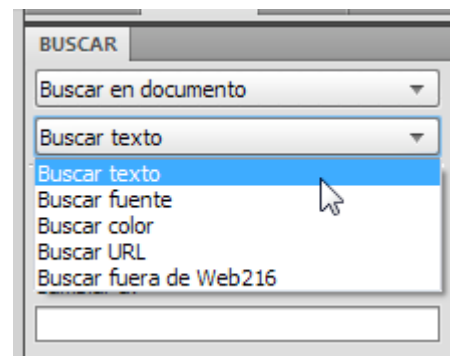 BUSCAR
Buscar en documento
Buscar texto
Buscar texto
Buscar fuente
Buscar color
Buscar URL
Buscar fuera de Web216